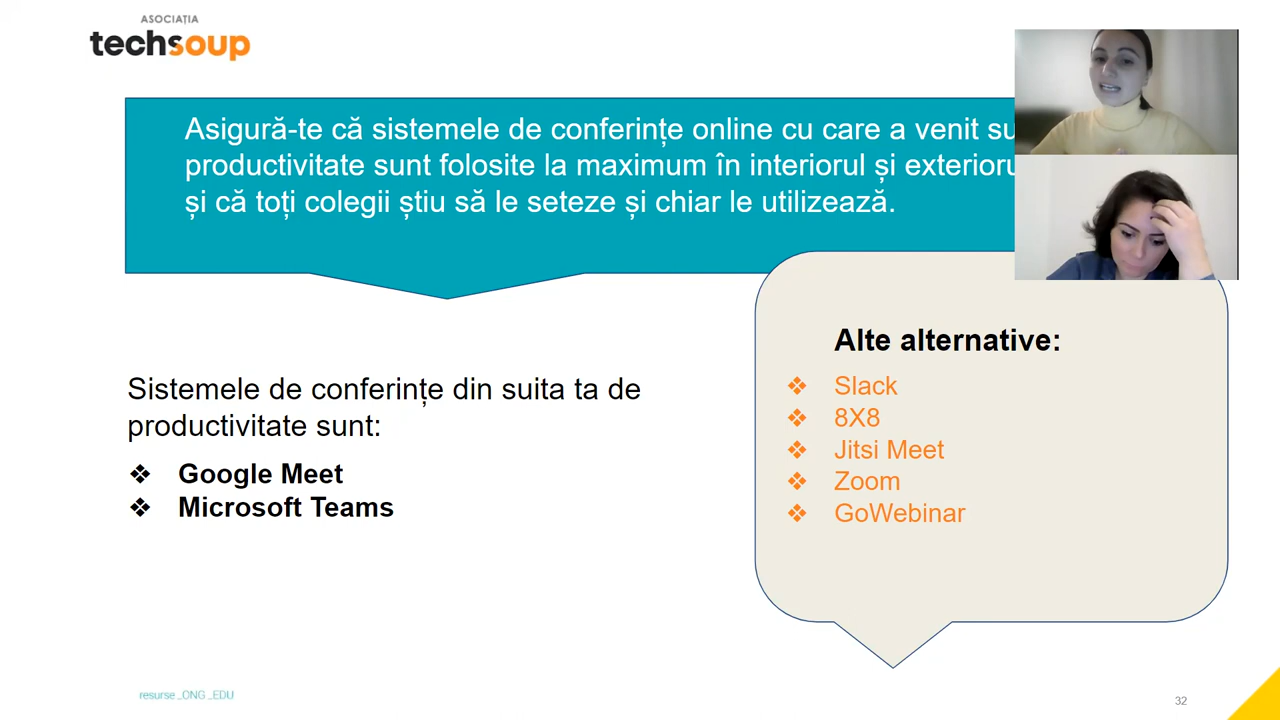 ASOCIAȚIA
techsoup
Asigură-te că sistemele de conferințe online cu care a venit
productivitate sunt folosite la maximum în interiorul și
și că toți colegii știu să le seteze și chiar le utilizează.
Sistemele de conferințe din suita ta de
productivitate sunt:
❖ Google Meet
❖ Microsoft Teams
Alte alternative:
❖ Slack
❖ 8X8
❖ Jitsi Meet
❖ Zoom
❖ GoWebinar
resurse_ONG_EDU
32